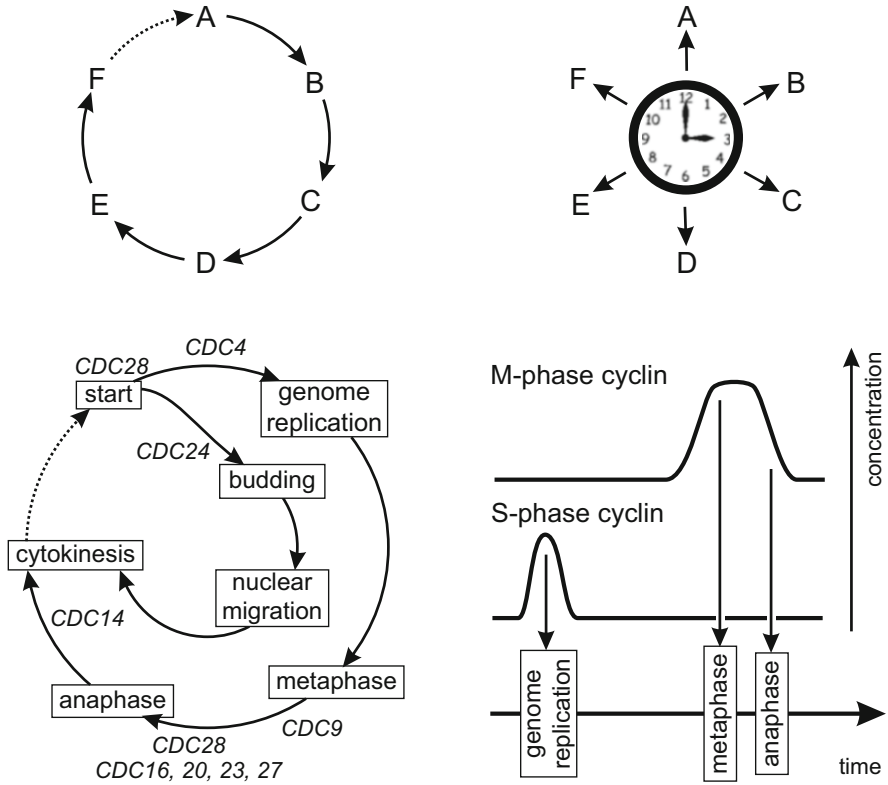 A
B
C
D
E
F
A
B
C
D
E
F
12
1
2
3
4
5
6
7
8
9
10
11
CDC28
start
CDC4
genome
replication
CDC24
budding
nuclear
migration
cytokinesis
CDC14
anaphase
metaphase
CDC9
CDC28
CDC16, 20, 23, 27
M-phase cyclin
S-phase cyclin
concentration
genome
replication
metaphase
anaphase
time